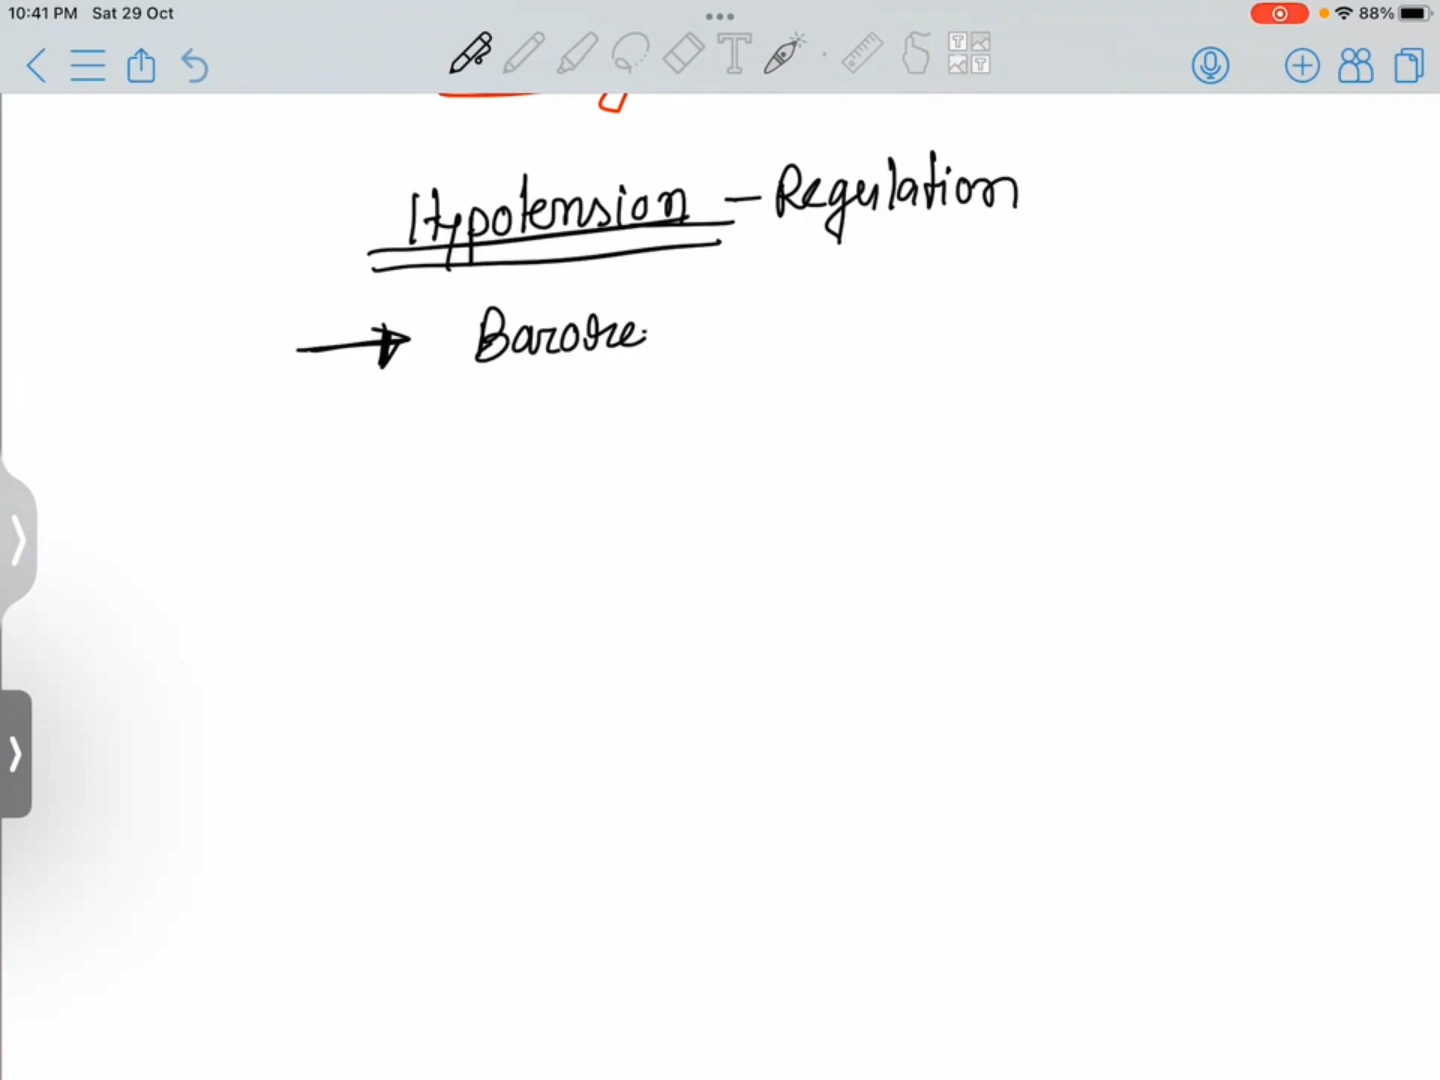 10:41 PM Sat 29 Oct 88%
Hypotension - Regulation
→ Barore